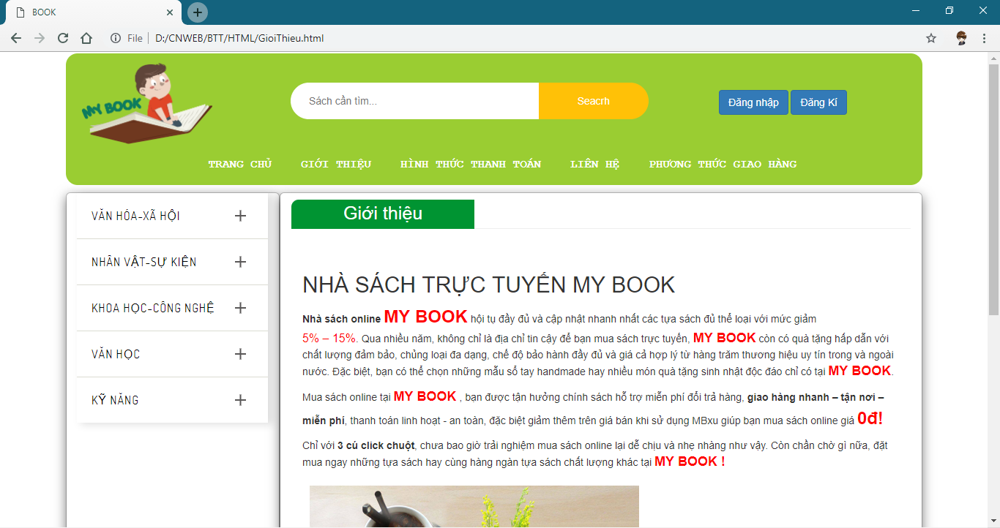 BOOK
File D:/CNWEB/BTT/HTML/GioiThieu.html
MY BOOK
Sách cần tìm...
Seacrh
Đăng nhập Đăng Kí
TRANG CHỦ GIỚI THIỆU HÌNH THỨC THANH TOÁN LIÊN HỆ PHƯƠNG THỨC GIAO HÀNG
VĂN HÓA-XÃ HỘI
NHÂN VẬT-SỰ KIỆN
KHOA HỌC-CÔNG NGHỆ
VĂN HỌC
KỸ NĂNG
Giới thiệu
NHÀ SÁCH TRỰC TUYẾN MY BOOK
Nhà sách online MY BOOK hội tụ đầy đủ và cập nhật nhanh nhất các tựa sách đủ thể loại với mức giảm
5% – 15%. Qua nhiều năm, không chỉ là địa chỉ tin cậy để bạn mua sách trực tuyến, MY BOOK còn có quà tặng hấp dẫn với
chất lượng đảm bảo, chủng loại đa dạng, chế độ bảo hành đầy đủ và giá cả hợp lý từ hàng trăm thương hiệu uy tín trong và ngoài
nước. Đặc biệt, bạn có thể chọn những mẫu sổ tay handmade hay nhiều món quà tặng sinh nhật độc đáo chỉ có tại MY BOOK.
Mua sách online tại MY BOOK , bạn được tận hưởng chính sách hỗ trợ miễn phí đổi trả hàng, giao hàng nhanh – tận nơi –
miễn phí, thanh toán linh hoạt - an toàn, đặc biệt giảm thêm trên giá bán khi sử dụng MBxu giúp bạn mua sách online giá 0đ!
Chỉ với 3 cú click chuột, chưa bao giờ trải nghiệm mua sách online lại dễ chịu và nhẹ nhàng như vậy. Còn chần chờ gì nữa, đặt
mua ngay những tựa sách hay cùng hàng ngàn tựa sách chất lượng khác tại MY BOOK !